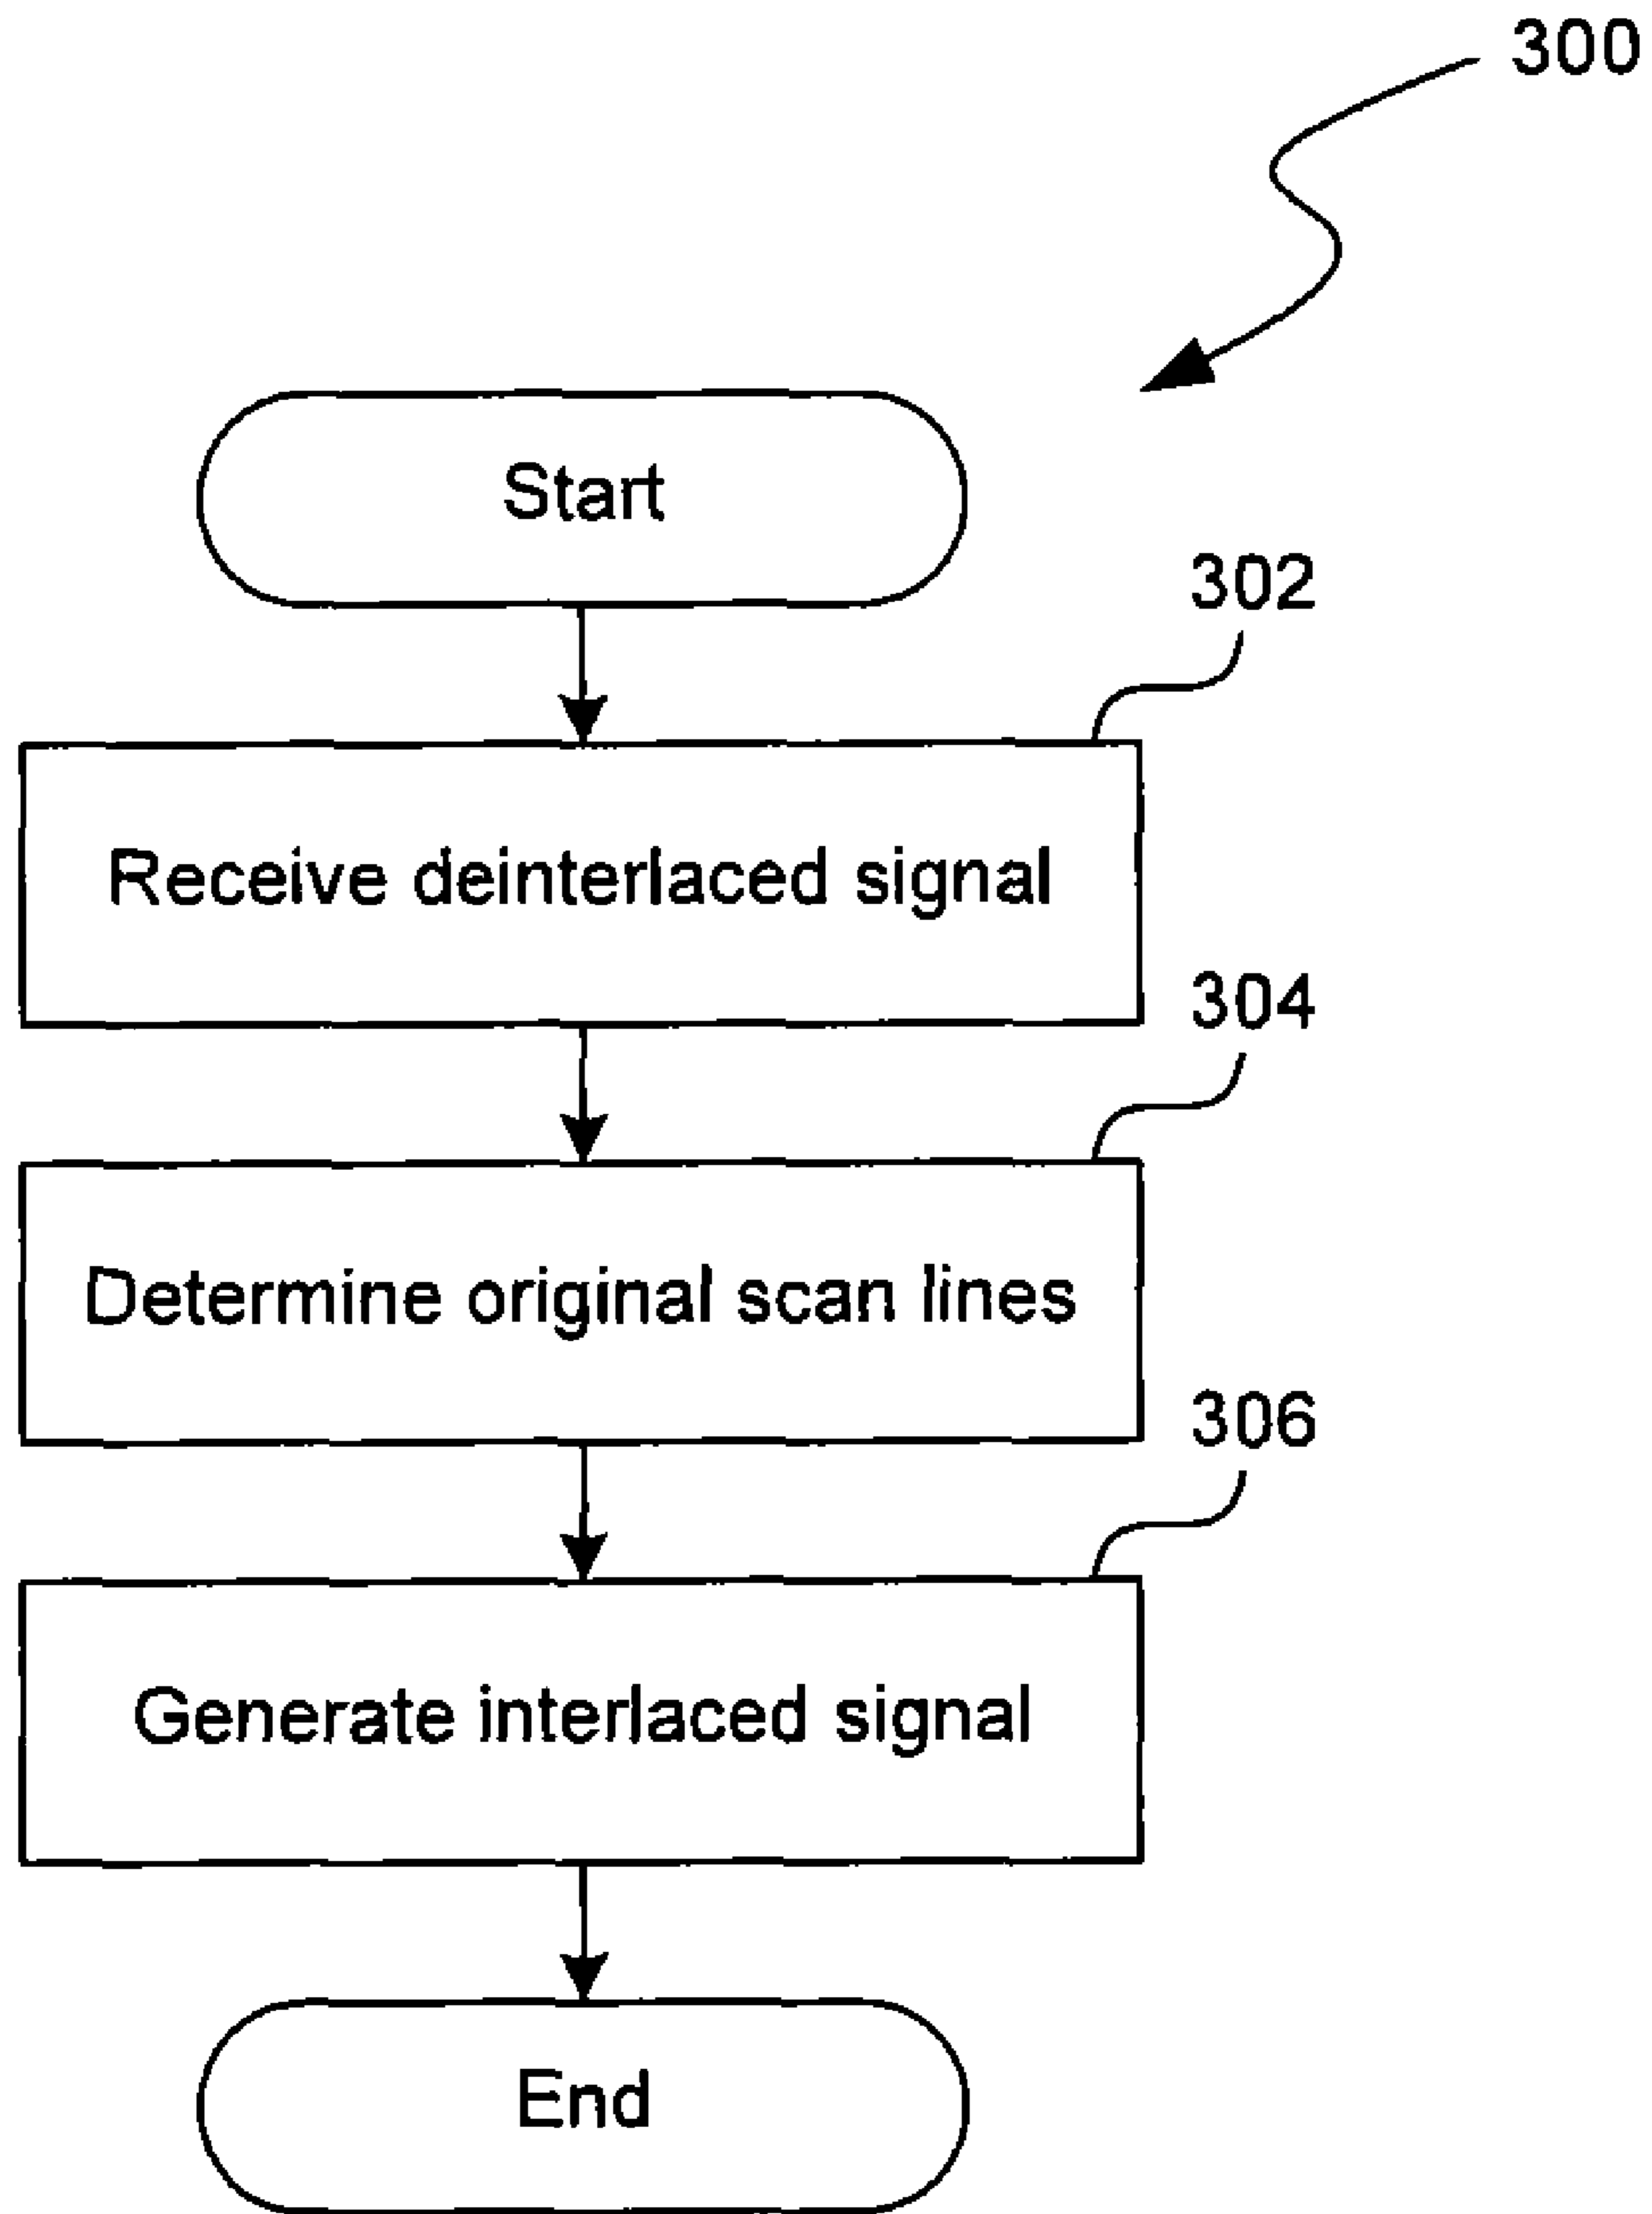 300
Start
302
Receive deinterlaced signal
304
Determine original scan lines
306
Generate interlaced signal
End